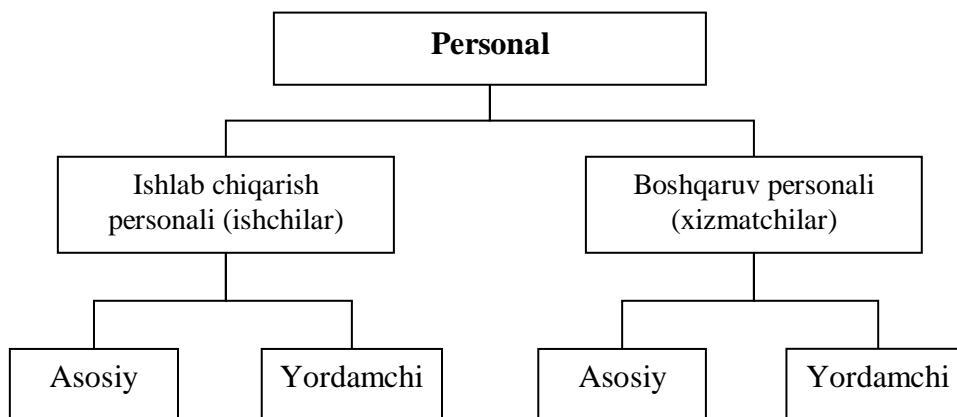 Personal
Ishlab chiqarish
personali (ishchilar)
Boshqaruv personali
(xizmatchilar)
Asosiy
Yordamchi
Asosiy
Yordamchi